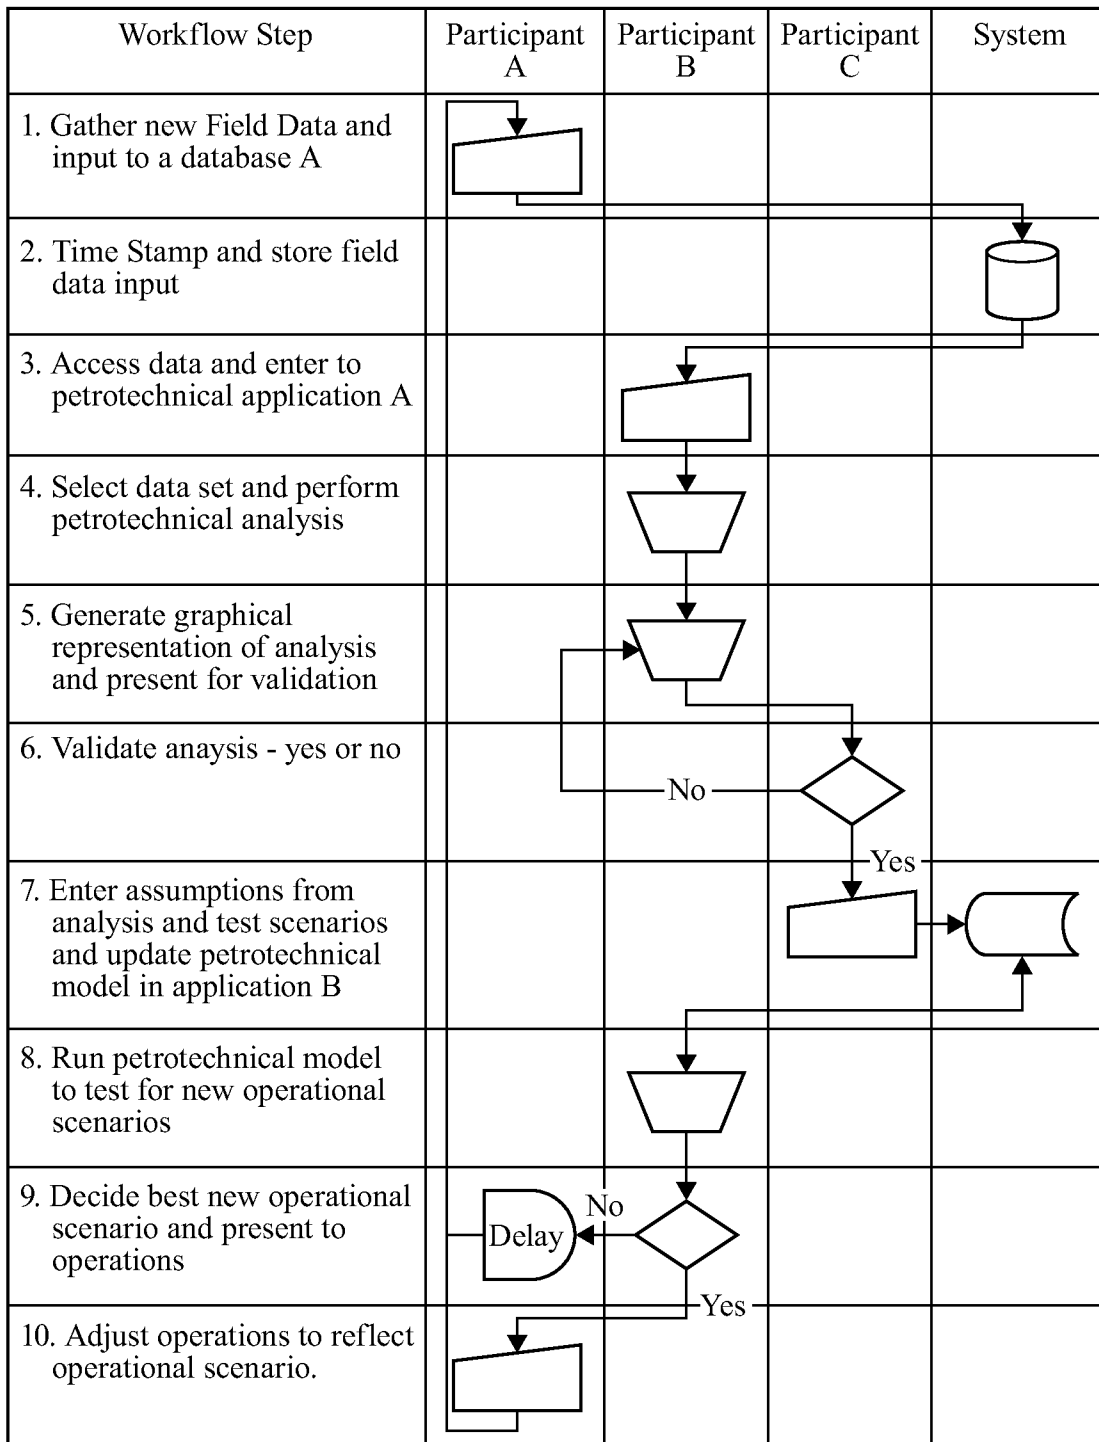 Workflow Step
Participant
A
Participant
B
Participant
C
System
1. Gather new Field Data and
input to a database A
2. Time Stamp and store field
data input
3. Access data and enter to
petrotechnical application A
4. Select data set and perform
petrotechnical analysis
5. Generate graphical
representation of analysis
and present for validation
6. Validate anaysis - yes or no
No
Yes
7. Enter assumptions from
analysis and test scenarios
and update petrotechnical
model in application B
8. Run petrotechnical model
to test for new operational
scenarios
9. Decide best new operational
scenario and present to
operations
No
Delay
Yes
10. Adjust operations to reflect
operational scenario.